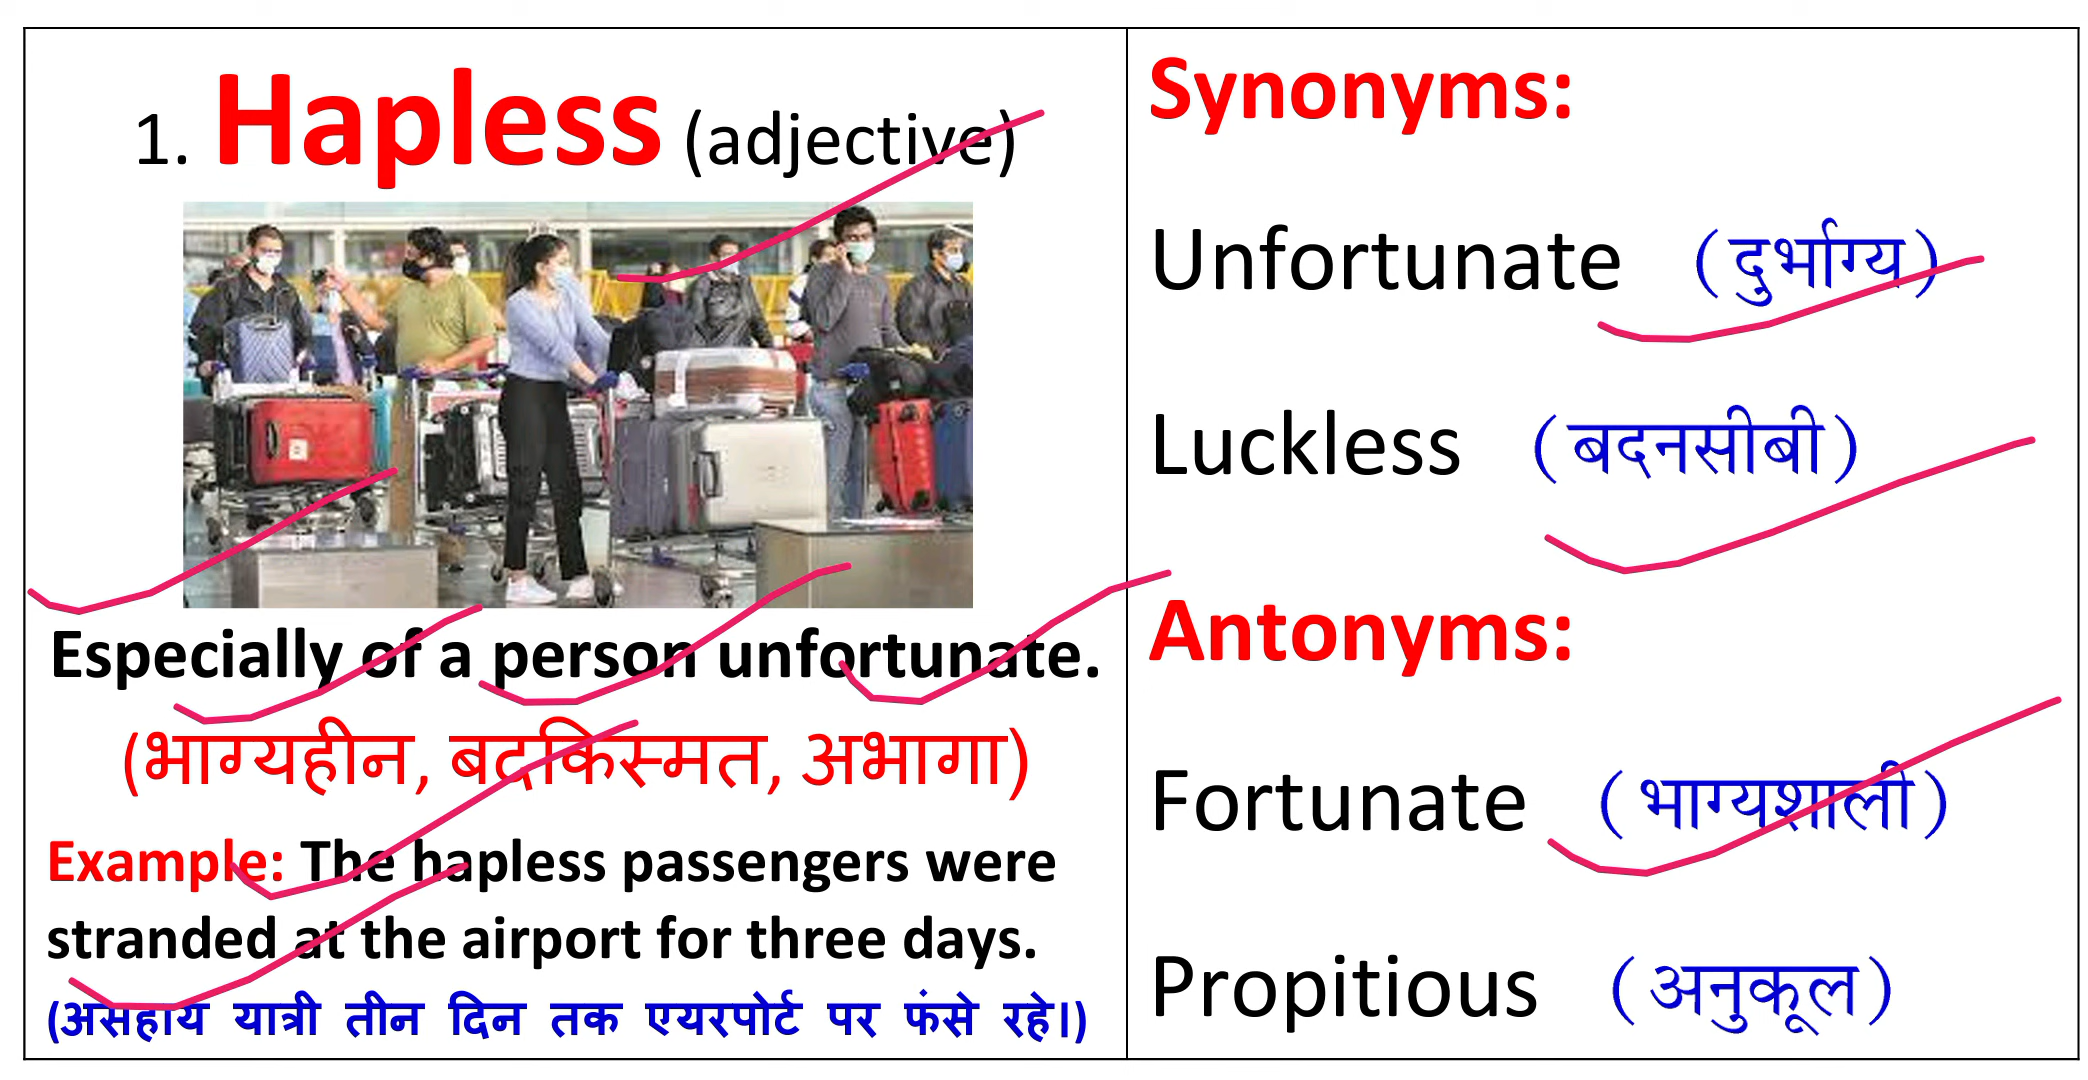 1. Hapless (adjective)
Especially of a person unfortunate.
(भाग्यहीन, बदकिस्मत, अभागा)
Example: The hapless passengers were
stranded at the airport for three days.
(असहाय यात्री तीन दिन तक एयरपोर्ट पर फंसे रहे।)
Synonyms:
Unfortunate (दुर्भाग्य)
Luckless (बदनसीबी)
Antonyms:
Fortunate (भाग्यशाली)
Propitious (अनुकूल)